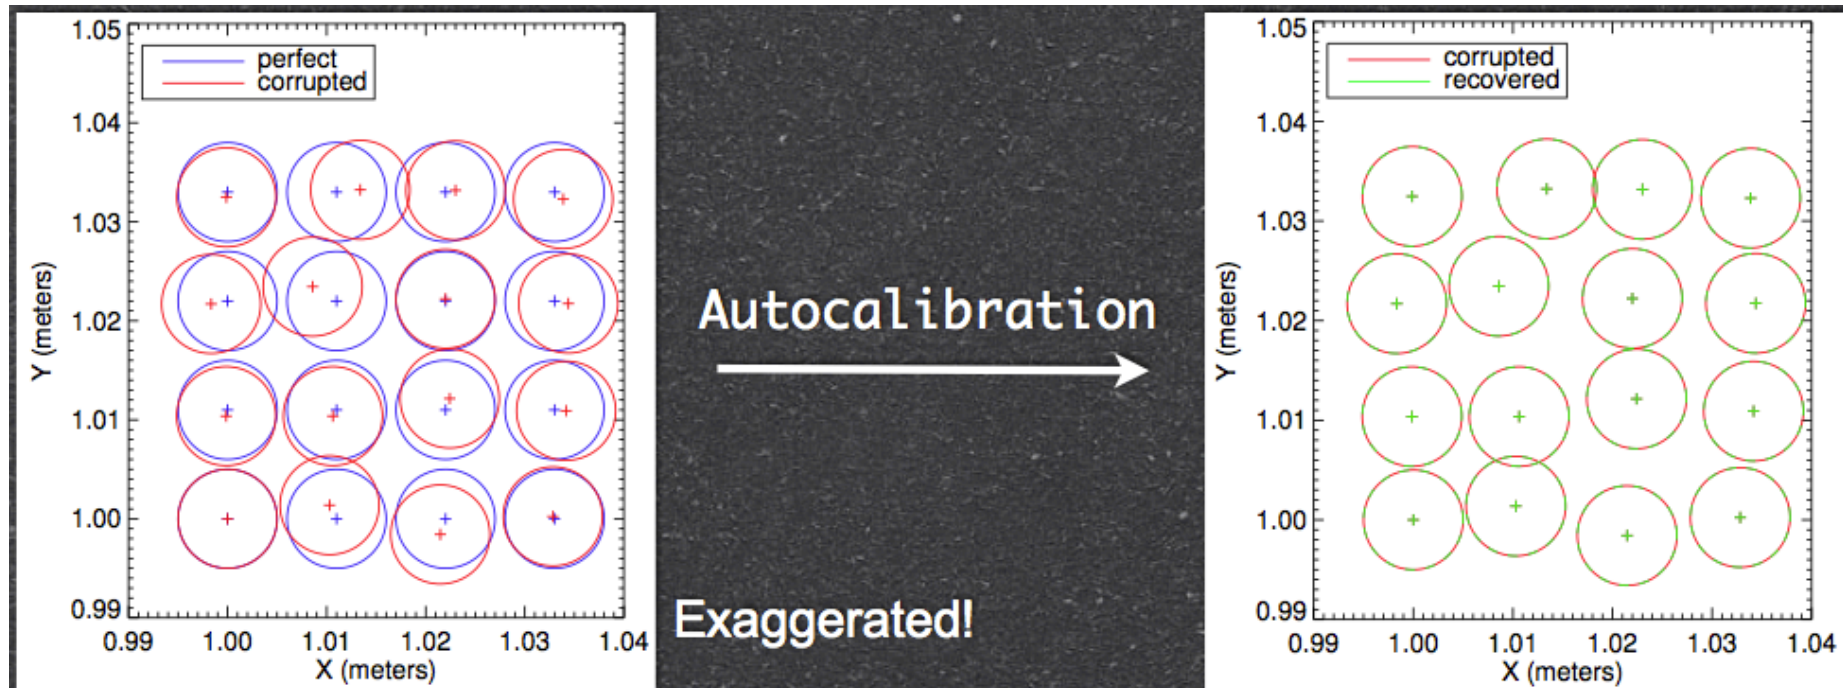 1.05
1.04
1.03
1.02
1.01
1.00
0.99
Y (meters)
perfect
corrupted
0.99 1.00 1.01 1.02 1.03 1.04
X (meters)
Autocalibration
Exaggerated!
1.05
1.04
1.03
1.02
1.01
1.00
0.99
Y (meters)
corrupted
recovered
0.99 1.00 1.01 1.02 1.03 1.04
X (meters)